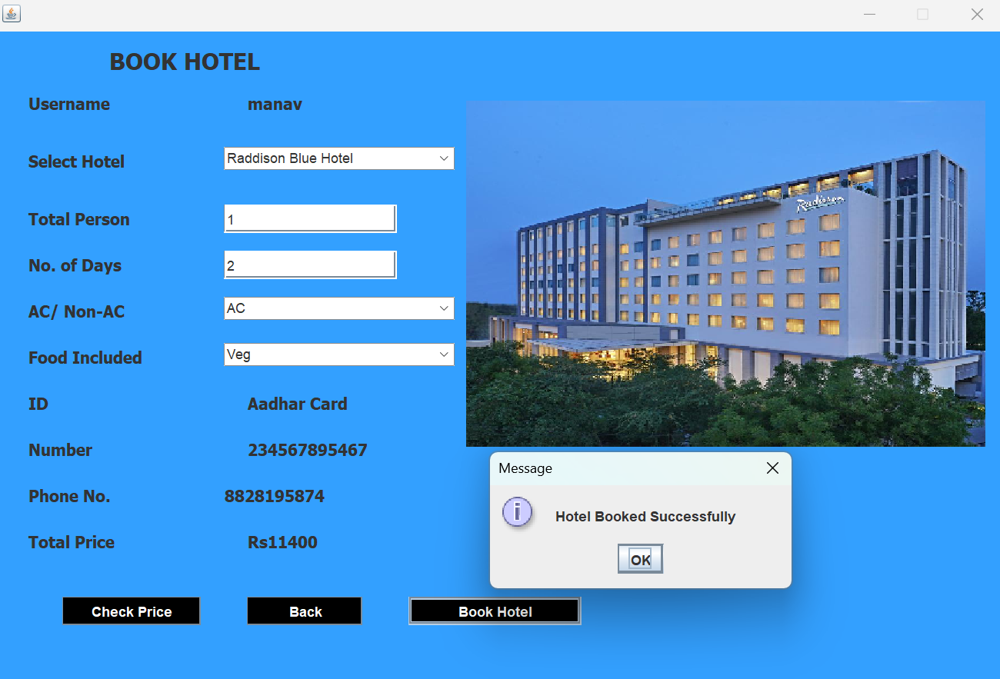 BOOK HOTEL
Username manav
Select Hotel Raddison Blue Hotel
Radisson
Total Person 1
No. of Days 2
AC/ Non-AC AC
Food Included Veg
ID Aadhar Card
Number 234567895467
Phone No. 8828195874
Total Price Rs11400
Message
Hotel Booked Successfully
OK
Check Price Back Book Hotel